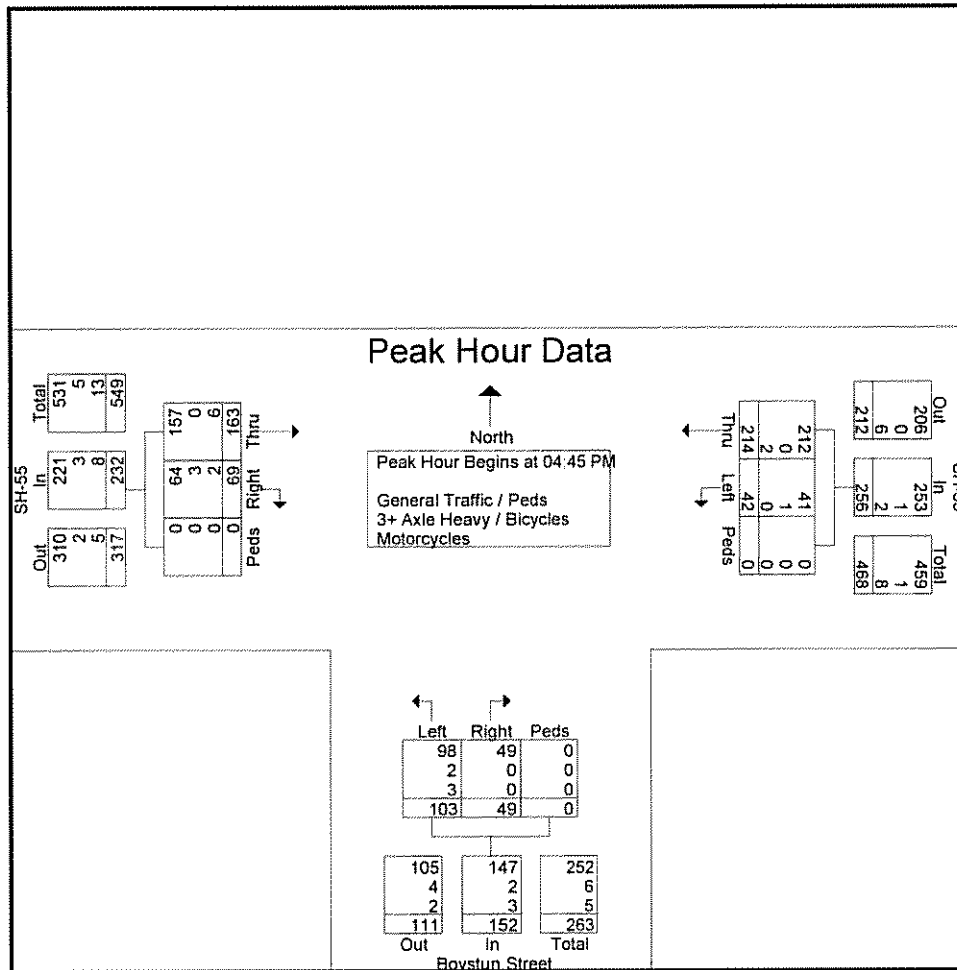 Peak Hour Data
North
Peak Hour Begins at 04:45 PM
General Traffic / Peds
3+ Axle Heavy / Bicycles
Motorcycles
SH-55
Total
531 5 13 549
In
221 3 8 232
Out
310 2 5 317
Thru
157 0 6 163
Right
64 3 2 69
Peds
0 0 0 0
Out
206 0 6 212
In
253 1 2 256
Total
459 1 8 468
Thru
212 0 2 214
Left
41 1 0 42
Peds
0 0 0 0
Left Right Peds
98 49 0
2 0 0
3 0 0
103 49 0
105 147 252
4 2 6
2 3 5
111 152 263
Out In Total
Boystun Street